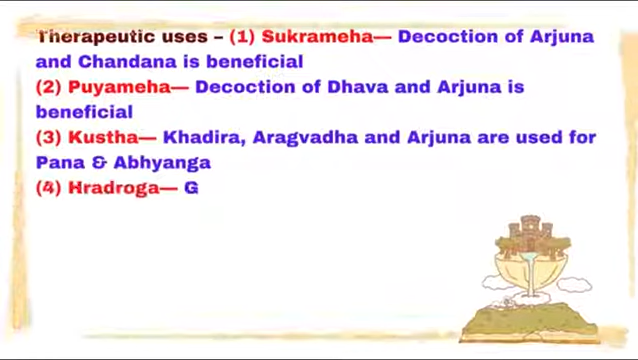 Therapeutic uses – (1) Sukrameha— Decoction of Arjuna
and Chandana is beneficial
(2) Puyameha— Decoction of Dhava and Arjuna is
beneficial
(3) Kustha— Khadira, Aragvadha and Arjuna are used for
Pana & Abhyanga
(4) Hradroga— G